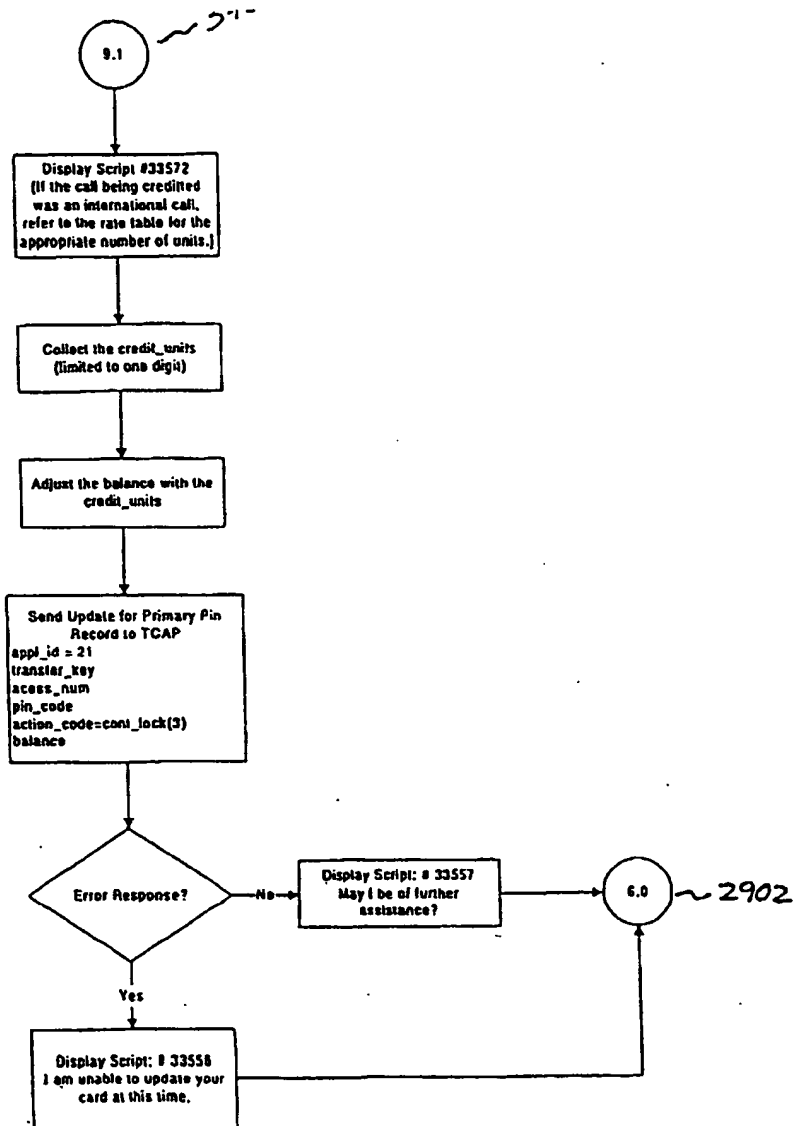 9.1
Display Script #33572
(If the call being credited
was an international call,
refer to the rate table for the
appropriate number of units.)
Collect the credit_units
(limited to one digit)
Adjust the balance with the
credit_units
Send Update for Primary Pin
Record to TCAP
appl_id = 21
transfer_key
acess_num
pin_code
action_code=cont_lock(3)
balance
Error Response?
No
Display Script: # 33557
May I be of further
assistance?
6.0
2902
Yes
Display Script: # 33558
I am unable to update your
card at this time.